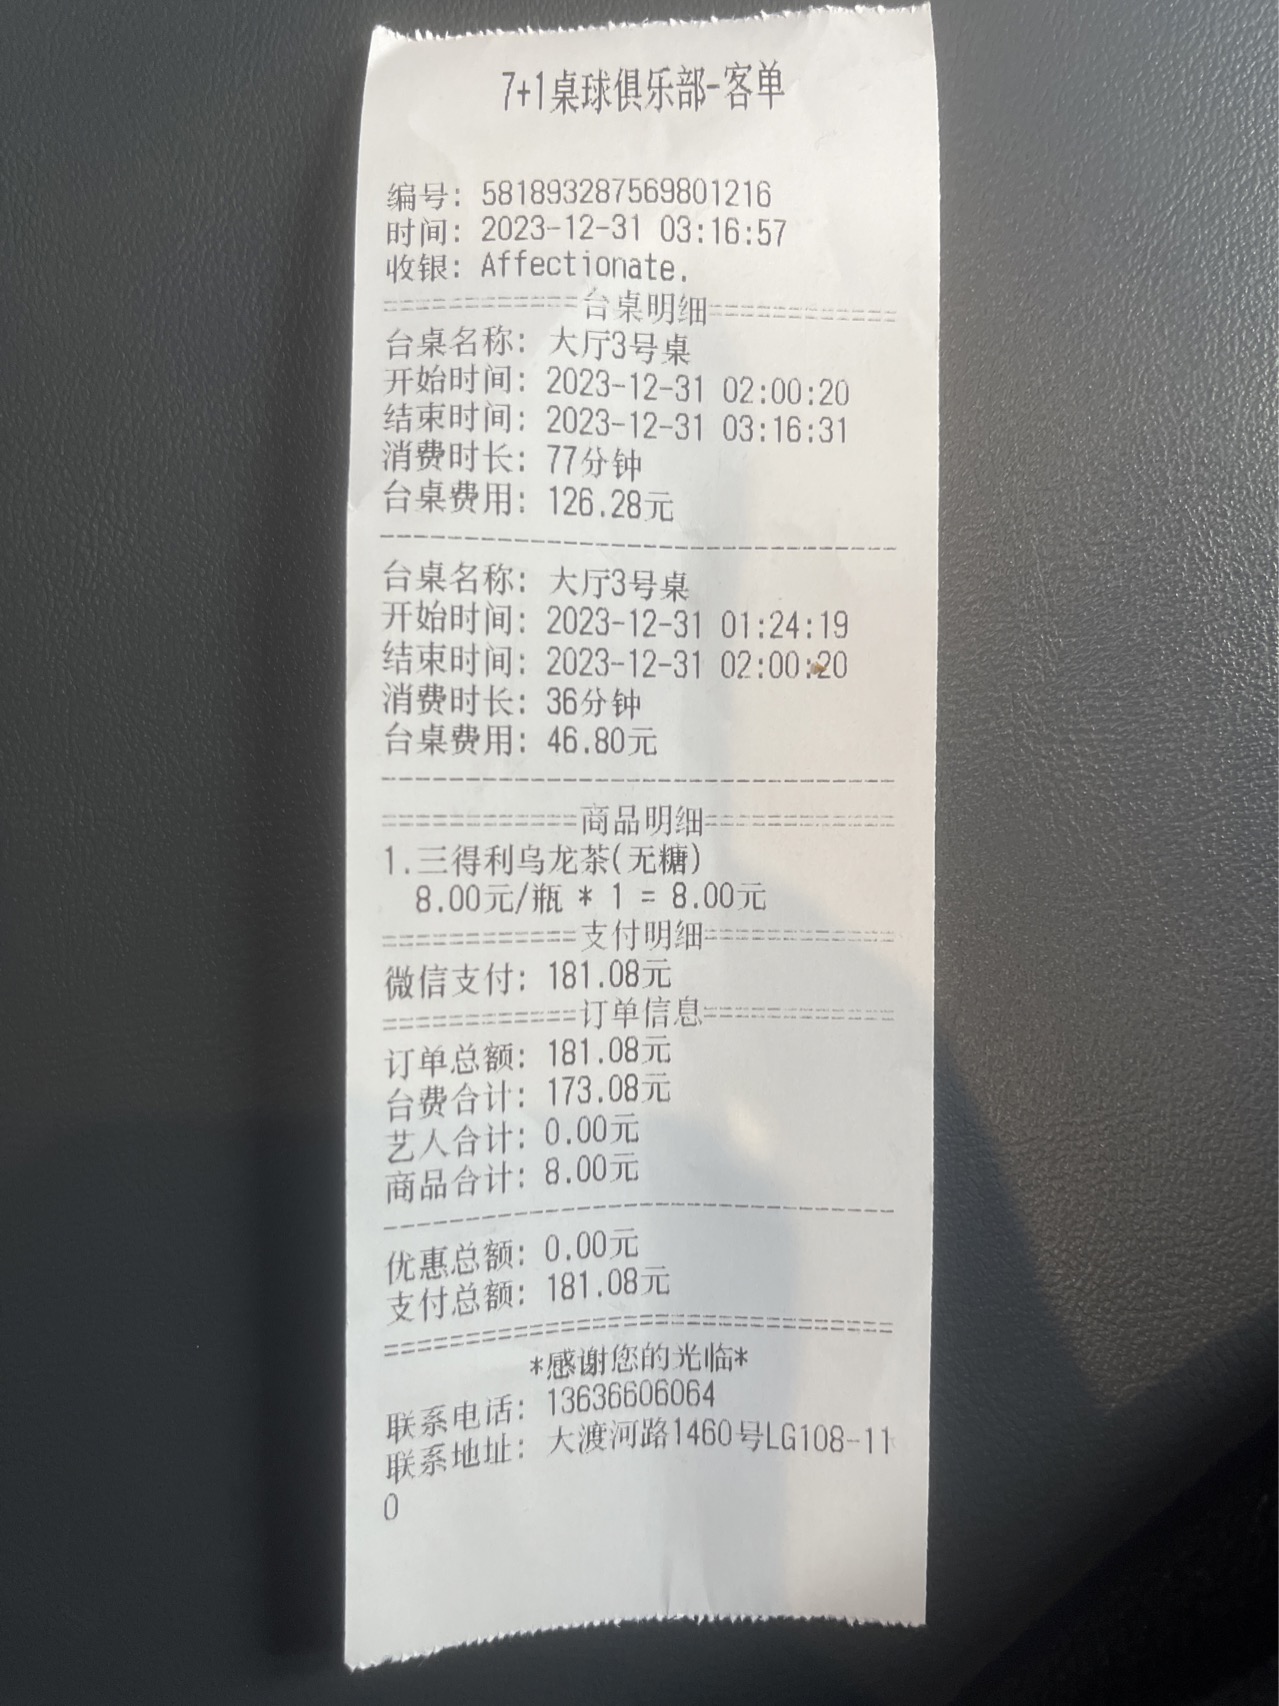 7+1桌球俱乐部-客单
编号: 581893287569801216
时间: 2023-12-31 03:16:57
收银: Affectionate.
============台桌明细============
台桌名称: 大厅3号桌
开始时间: 2023-12-31 02:00:20
结束时间: 2023-12-31 03:16:31
消费时长: 77分钟
台桌费用: 126.28元
--------------------------------
台桌名称: 大厅3号桌
开始时间: 2023-12-31 01:24:19
结束时间: 2023-12-31 02:00:20
消费时长: 36分钟
台桌费用: 46.80元
--------------------------------
============商品明细============
1.三得利乌龙茶(无糖)
8.00元/瓶 * 1 = 8.00元
============支付明细============
微信支付: 181.08元
============订单信息============
订单总额: 181.08元
台费合计: 173.08元
艺人合计: 0.00元
商品合计: 8.00元
--------------------------------
优惠总额: 0.00元
支付总额: 181.08元
================================
*感谢您的光临*
联系电话: 13636606064
联系地址: 大渡河路1460号LG108-11
0